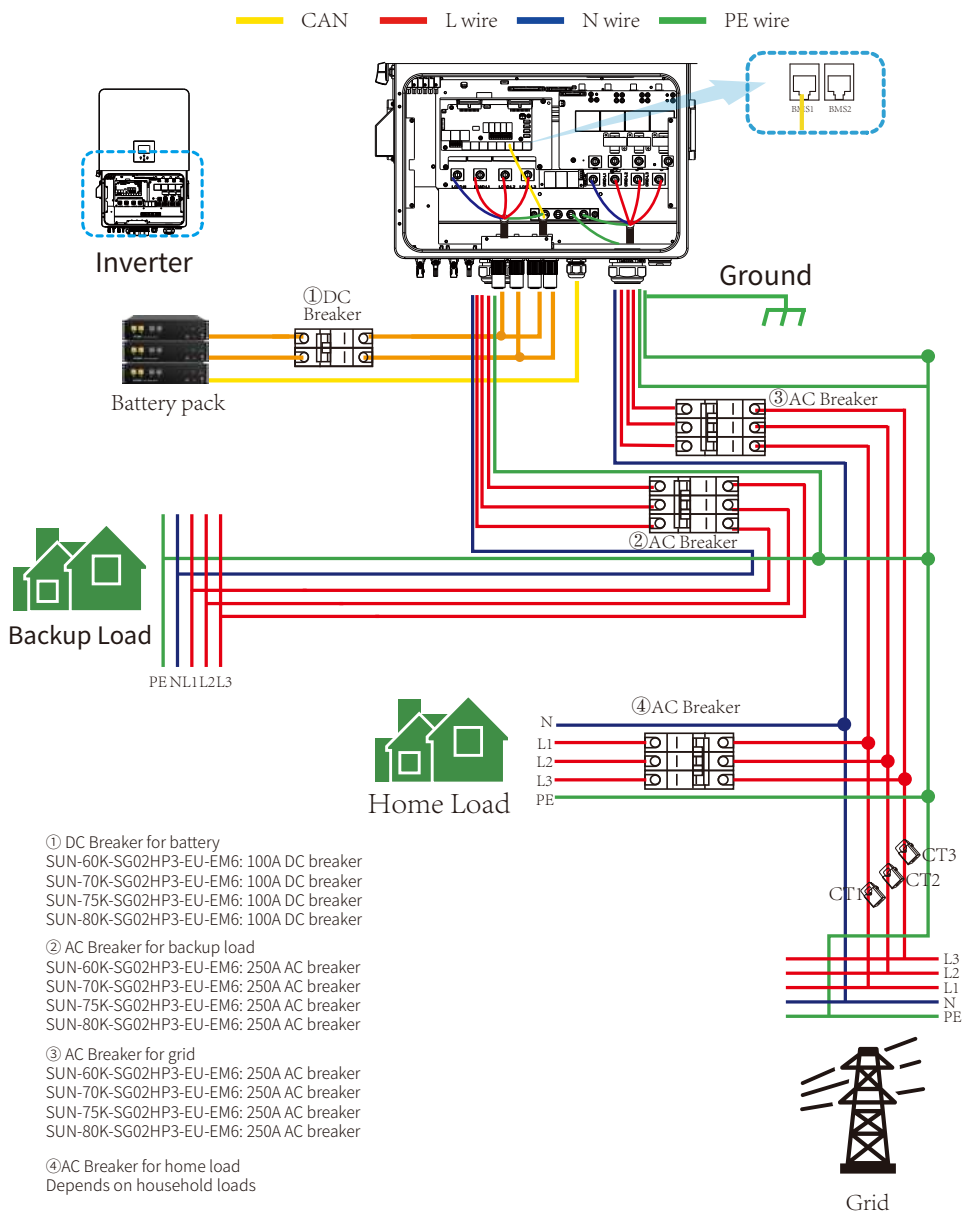 CAN L wire N wire PE wire
BMS1 BMS2
Inverter
Ground
①DC
Breaker
Battery pack
③AC Breaker
②AC Breaker
Backup Load
PE N L1 L2 L3
④AC Breaker
N
L1
L2
L3
PE
Home Load
① DC Breaker for battery
SUN-60K-SG02HP3-EU-EM6: 100A DC breaker
SUN-70K-SG02HP3-EU-EM6: 100A DC breaker
SUN-75K-SG02HP3-EU-EM6: 100A DC breaker
SUN-80K-SG02HP3-EU-EM6: 100A DC breaker
② AC Breaker for backup load
SUN-60K-SG02HP3-EU-EM6: 250A AC breaker
SUN-70K-SG02HP3-EU-EM6: 250A AC breaker
SUN-75K-SG02HP3-EU-EM6: 250A AC breaker
SUN-80K-SG02HP3-EU-EM6: 250A AC breaker
③ AC Breaker for grid
SUN-60K-SG02HP3-EU-EM6: 250A AC breaker
SUN-70K-SG02HP3-EU-EM6: 250A AC breaker
SUN-75K-SG02HP3-EU-EM6: 250A AC breaker
SUN-80K-SG02HP3-EU-EM6: 250A AC breaker
④AC Breaker for home load
Depends on household loads
CT3
CT2
CT1
L3
L2
L1
N
PE
Grid